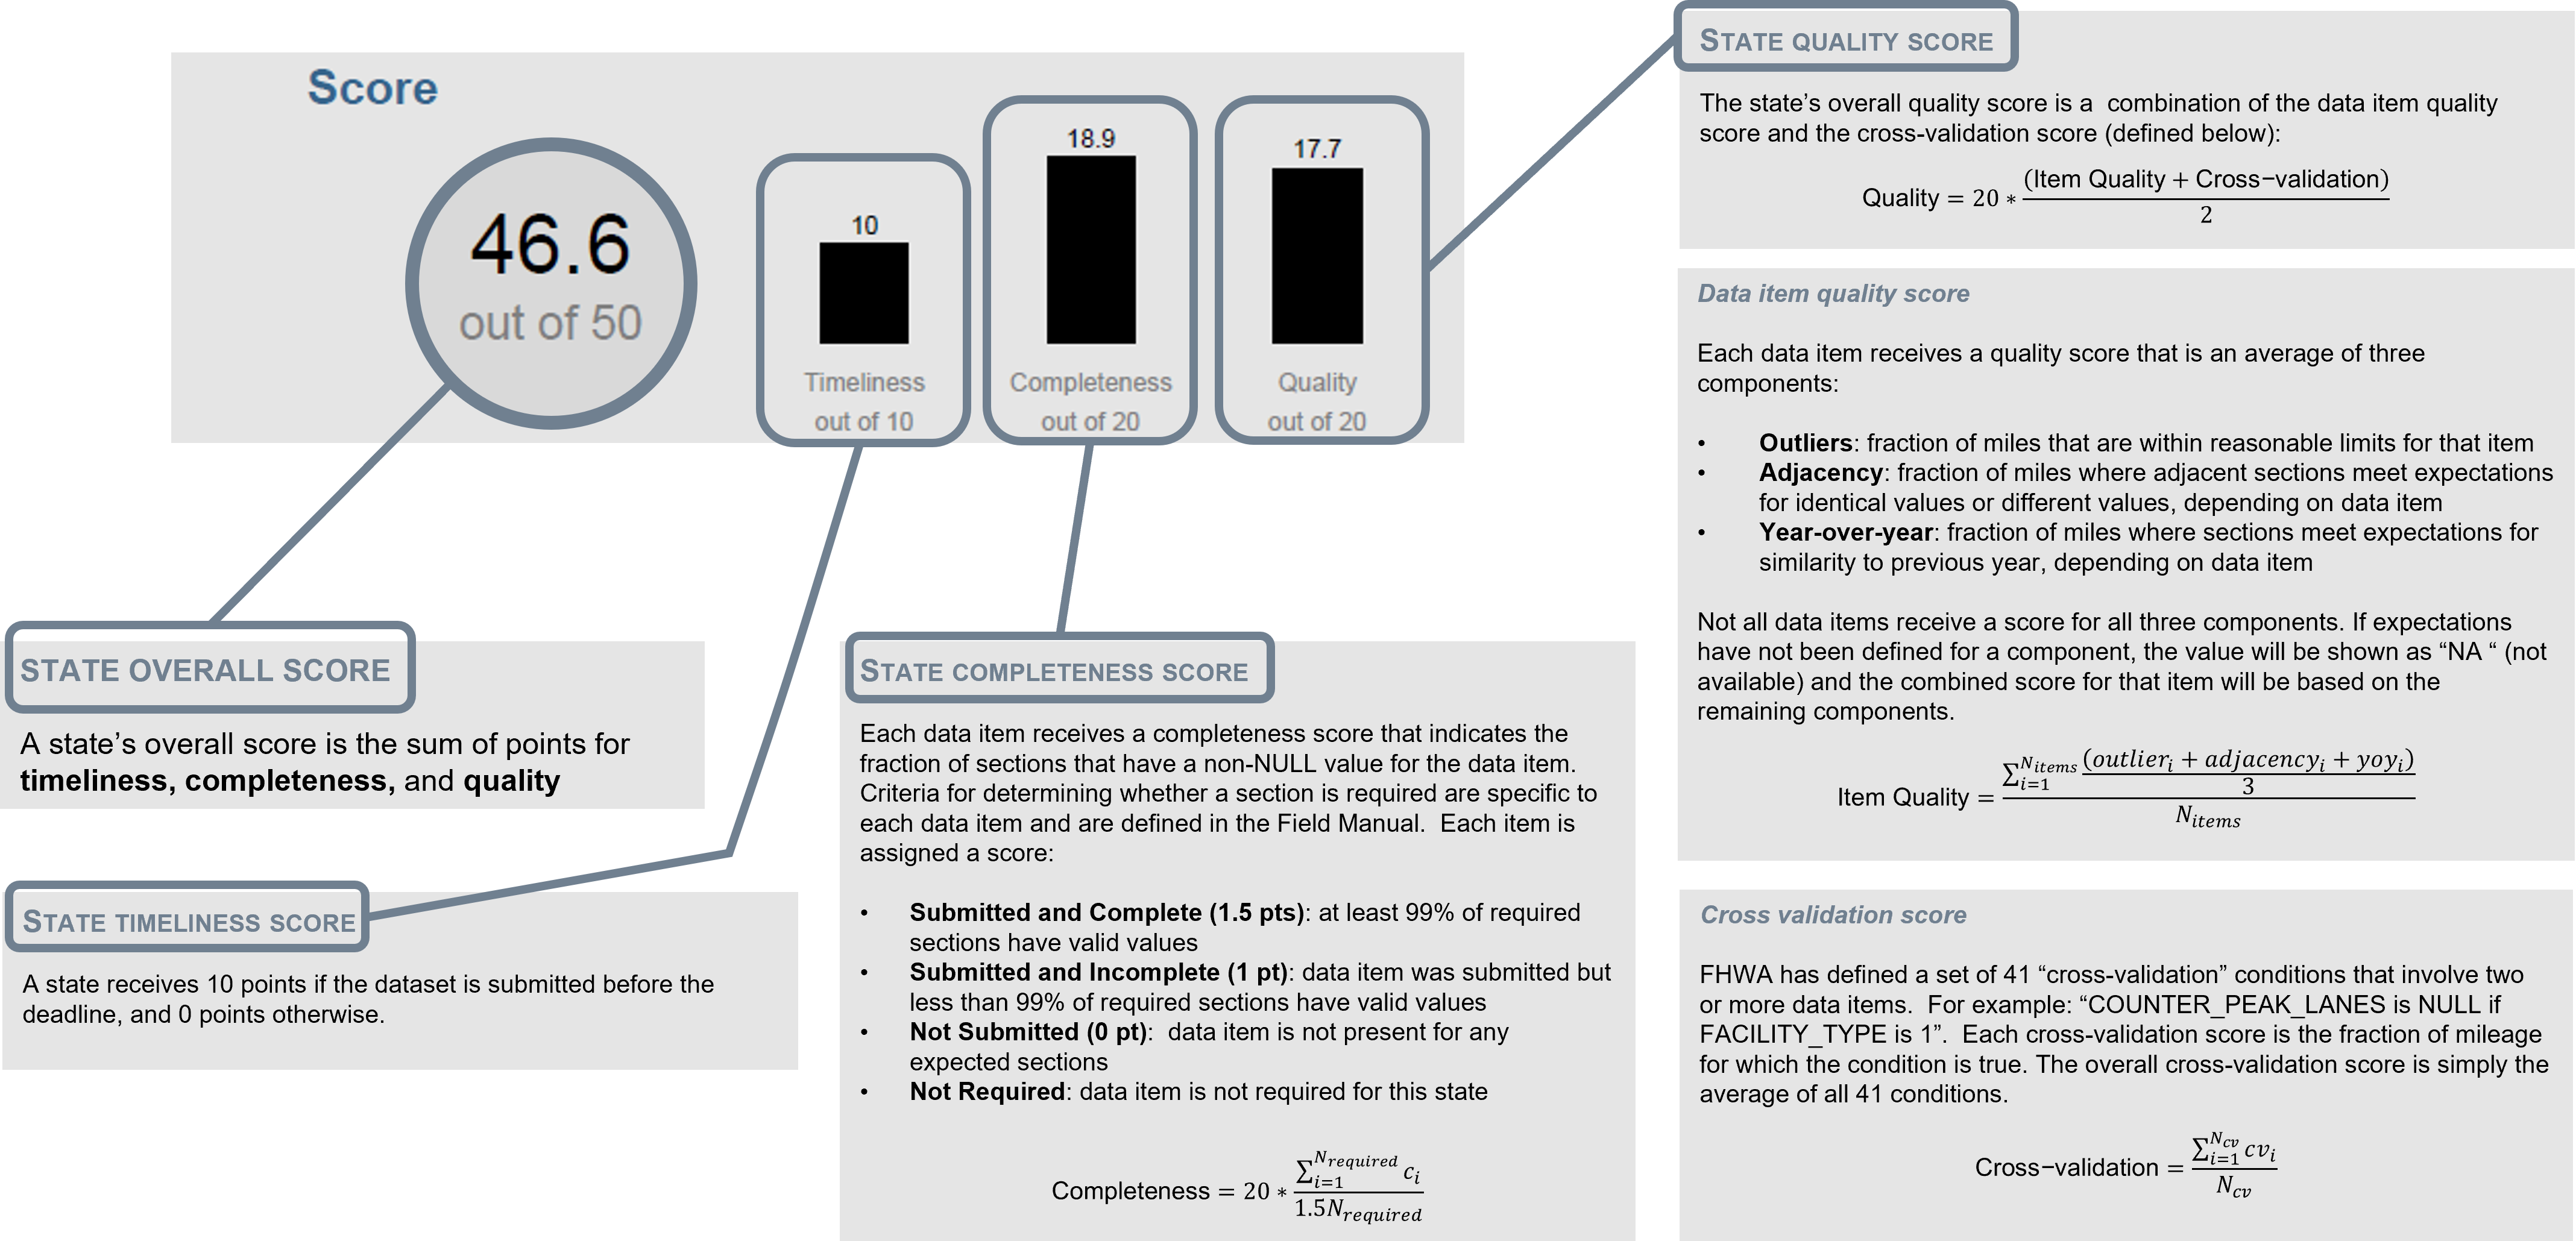 Score
46.6
out of 50
10
Timeliness
out of 10
18.9
Completeness
out of 20
17.7
Quality
out of 20
STATE OVERALL SCORE
A state’s overall score is the sum of points for
timeliness, completeness, and quality
STATE TIMELINESS SCORE
A state receives 10 points if the dataset is submitted before the
deadline, and 0 points otherwise.
STATE COMPLETENESS SCORE
Each data item receives a completeness score that indicates the
fraction of sections that have a non-NULL value for the data item.
Criteria for determining whether a section is required are specific to
each data item and are defined in the Field Manual.  Each item is
assigned a score:
• Submitted and Complete (1.5 pts): at least 99% of required
sections have valid values
• Submitted and Incomplete (1 pt): data item was submitted but
less than 99% of required sections have valid values
• Not Submitted (0 pt):  data item is not present for any
expected sections
• Not Required: data item is not required for this state
Completeness = 20 * (∑_{i=1}^{N_{required}} c_i) / (1.5N_{required})
STATE QUALITY SCORE
The state’s overall quality score is a  combination of the data item quality
score and the cross-validation score (defined below):
Quality = 20 * (Item Quality + Cross−validation) / 2
Data item quality score
Each data item receives a quality score that is an average of three
components:
• Outliers: fraction of miles that are within reasonable limits for that item
• Adjacency: fraction of miles where adjacent sections meet expectations
for identical values or different values, depending on data item
• Year-over-year: fraction of miles where sections meet expectations for
similarity to previous year, depending on data item
Not all data items receive a score for all three components. If expectations
have not been defined for a component, the value will be shown as “NA “ (not
available) and the combined score for that item will be based on the
remaining components.
Item Quality = (∑_{i=1}^{N_{items}} (outlier_i + adjacency_i + yoy_i) / 3) / N_{items}
Cross validation score
FHWA has defined a set of 41 “cross-validation” conditions that involve two
or more data items.  For example: “COUNTER_PEAK_LANES is NULL if
FACILITY_TYPE is 1”.  Each cross-validation score is the fraction of mileage
for which the condition is true. The overall cross-validation score is simply the
average of all 41 conditions.
Cross−validation = (∑_{i=1}^{N_{cv}} cv_i) / N_{cv}